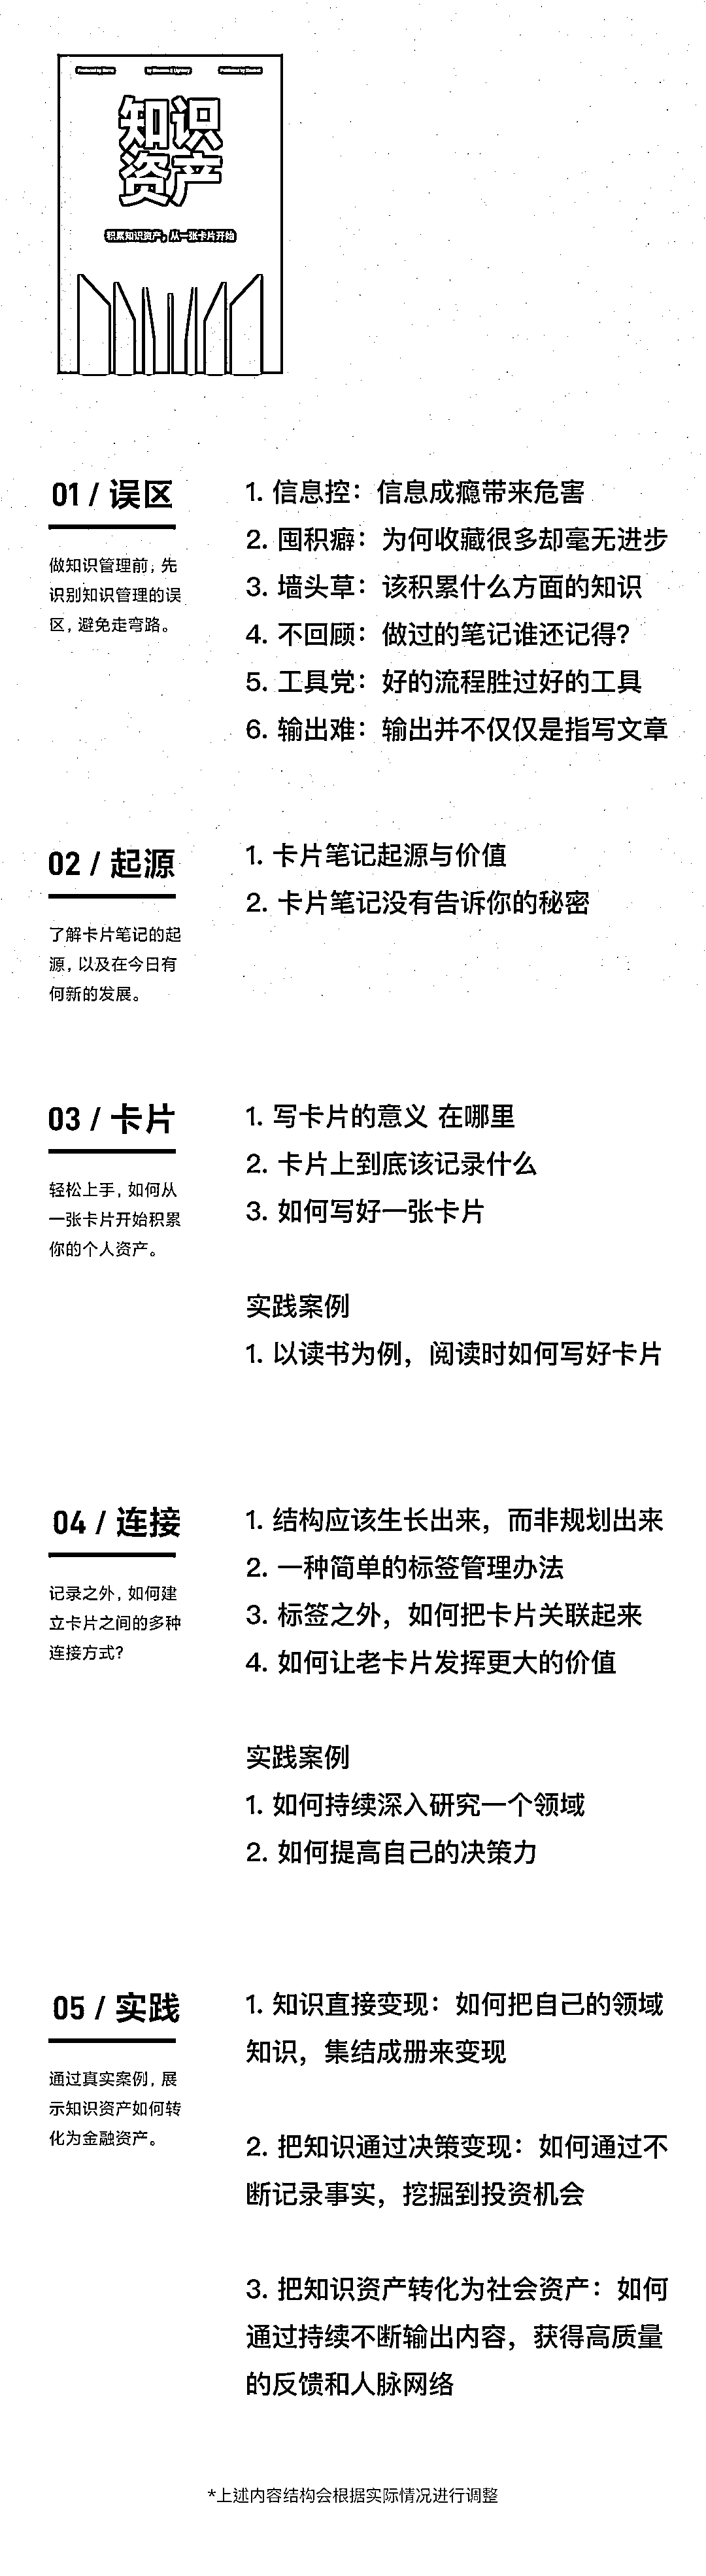 知识
资产
积累知识资产，从一张卡片开始
01 / 误区
做知识管理前，先
识别知识管理的误
区，避免走弯路。
1. 信息控：信息成瘾带来危害
2. 囤积癖：为何收藏很多却毫无进步
3. 墙头草：该积累什么方面的知识
4. 不回顾：做过的笔记谁还记得？
5. 工具党：好的流程胜过好的工具
6. 输出难：输出并不仅仅是指写文章
02 / 起源
了解卡片笔记的起
源，以及在今日有
何新的发展。
1. 卡片笔记起源与价值
2. 卡片笔记没有告诉你的秘密
03 / 卡片
轻松上手，如何从
一张卡片开始积累
你的个人资产。
1. 写卡片的意义 在哪里
2. 卡片上到底该记录什么
3. 如何写好一张卡片
实践案例
1. 以读书为例，阅读时如何写好卡片
04 / 连接
记录之外，如何建
立卡片之间的多种
连接方式？
1. 结构应该生长出来，而非规划出来
2. 一种简单的标签管理办法
3. 标签之外，如何把卡片关联起来
4. 如何让老卡片发挥更大的价值
实践案例
1. 如何持续深入研究一个领域
2. 如何提高自己的决策力
05 / 实践
通过真实案例，展
示知识资产如何转
化为金融资产。
1. 知识直接变现：如何把自己的领域
知识，集结成册来变现
2. 把知识通过决策变现：如何通过不
断记录事实，挖掘到投资机会
3. 把知识资产转化为社会资产：如何
通过持续不断输出内容，获得高质量
的反馈和人脉网络
*上述内容结构会根据实际情况进行调整